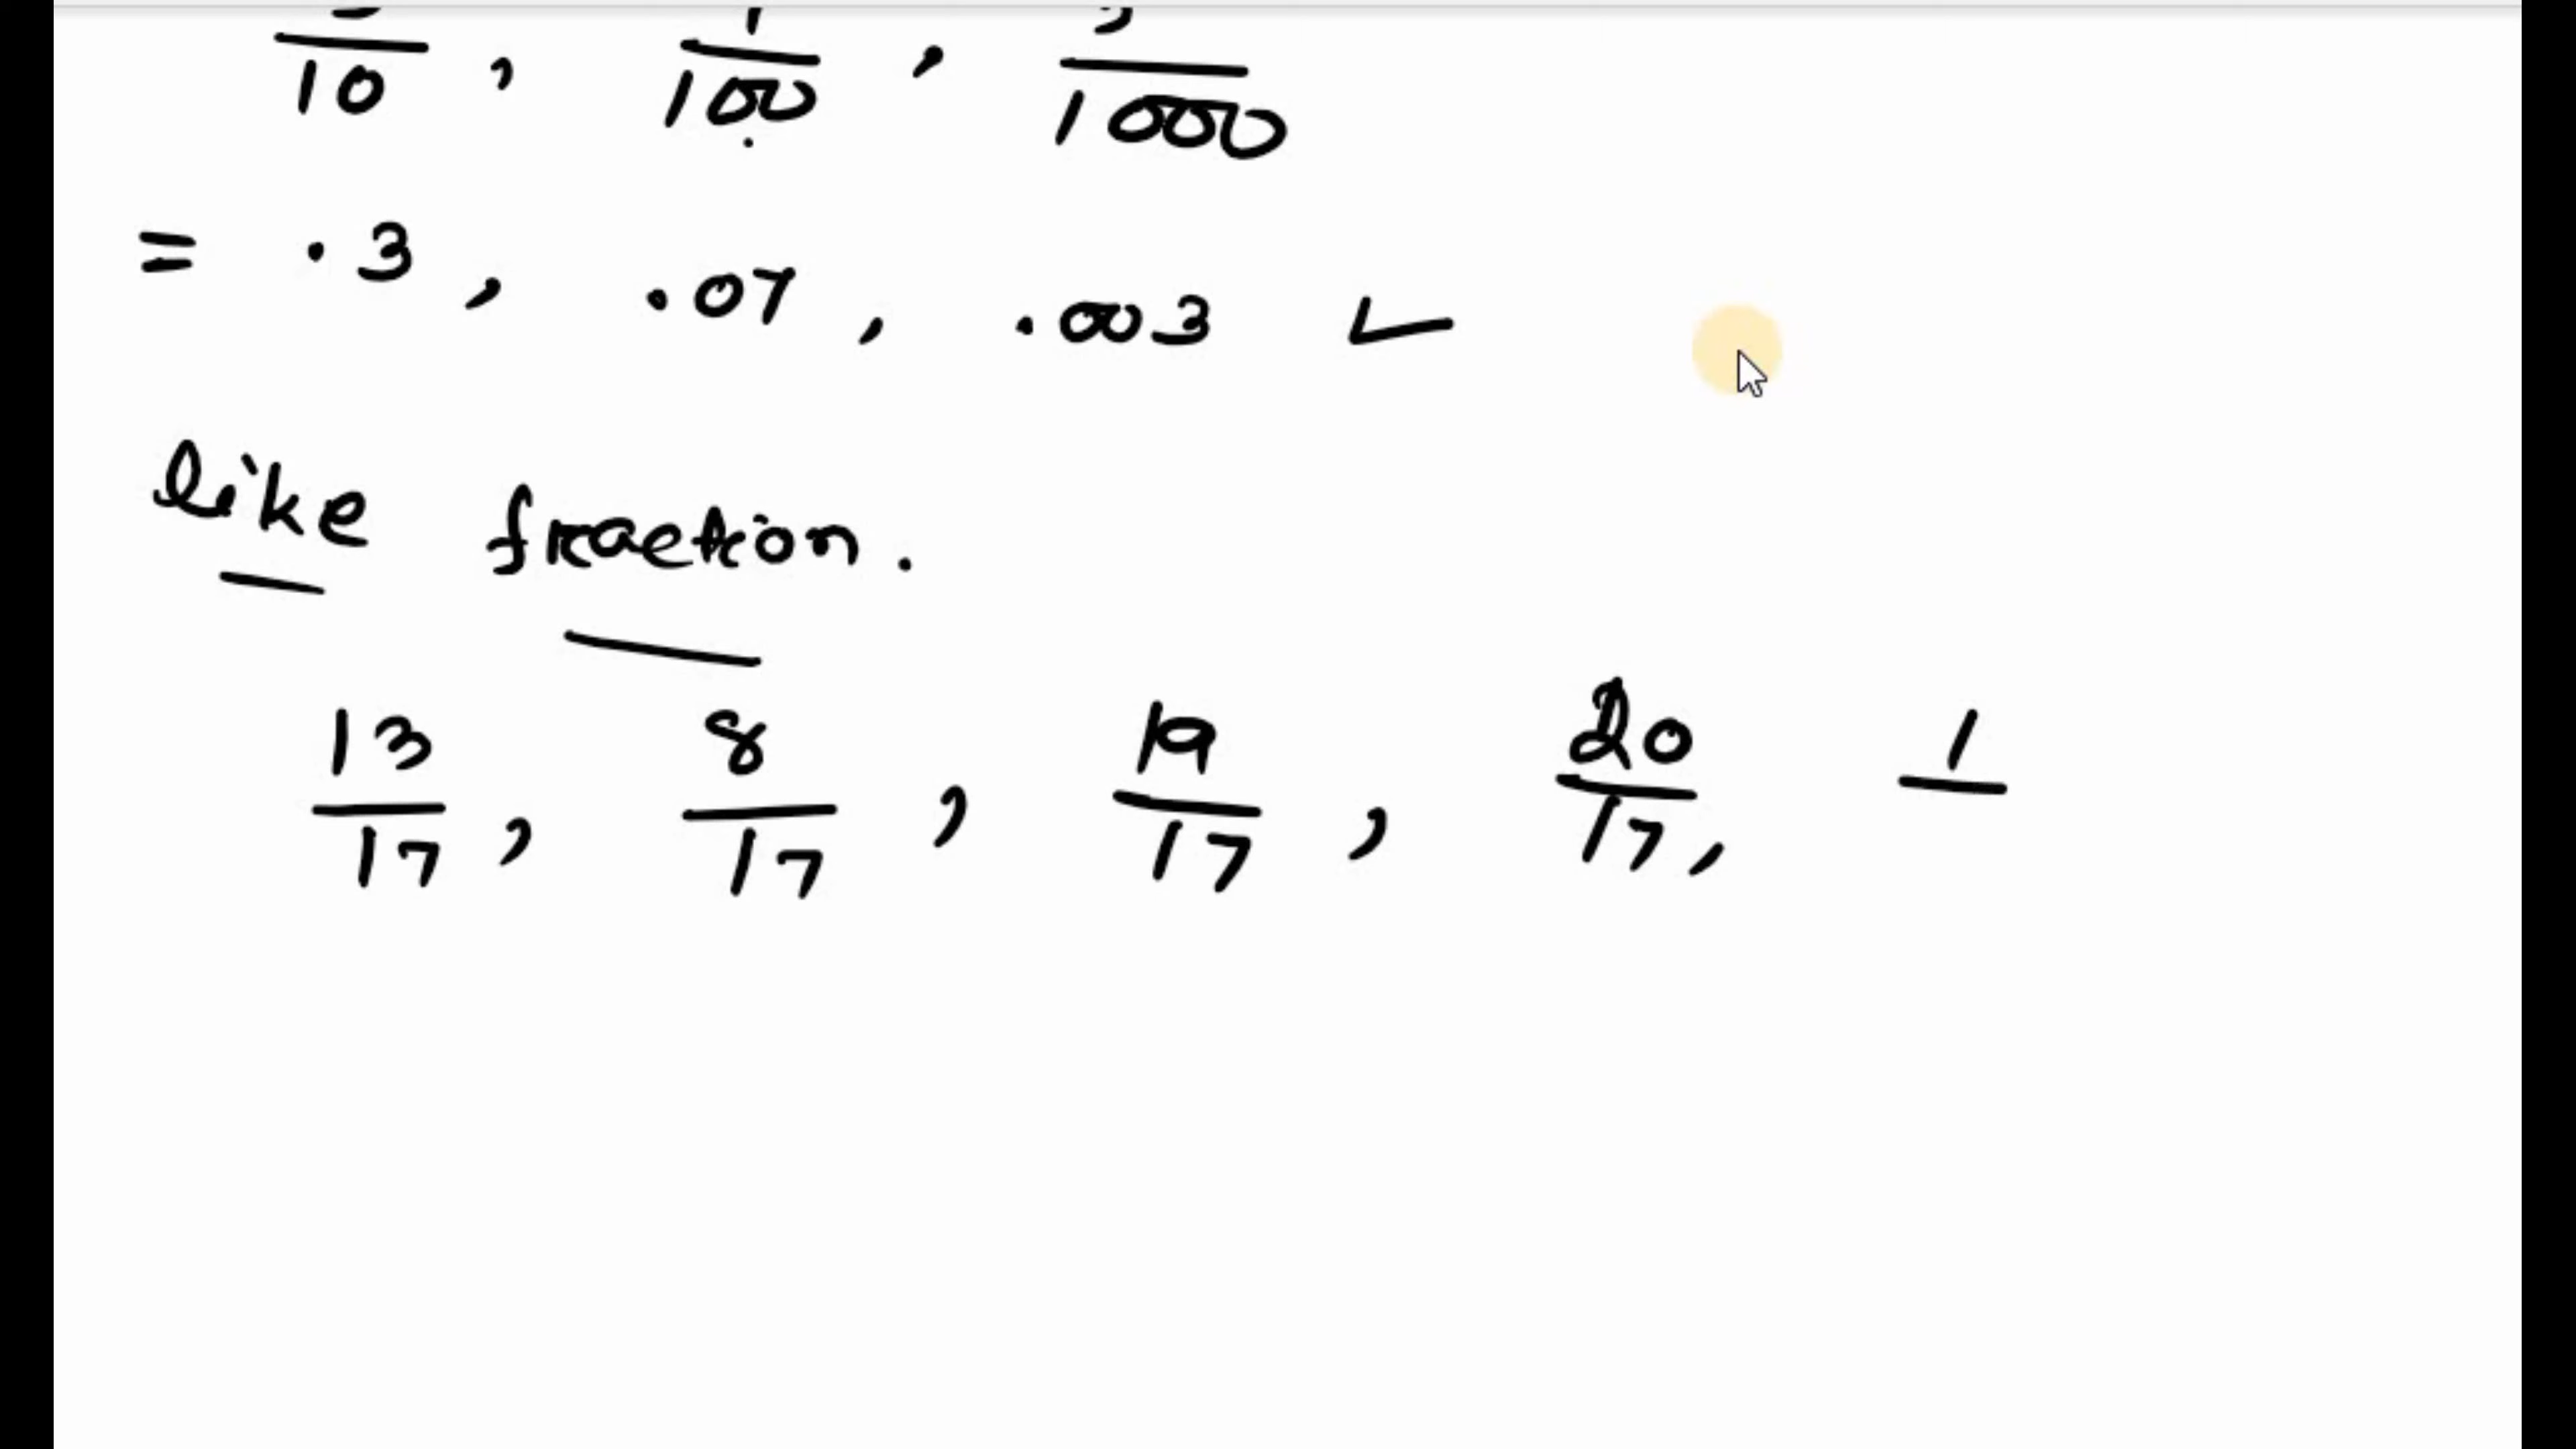 /10 , /100 , /1000
= .3 , .07 , .003
like fraction.
13/17 , 8/17 , 19/17 , 20/17 , 1/